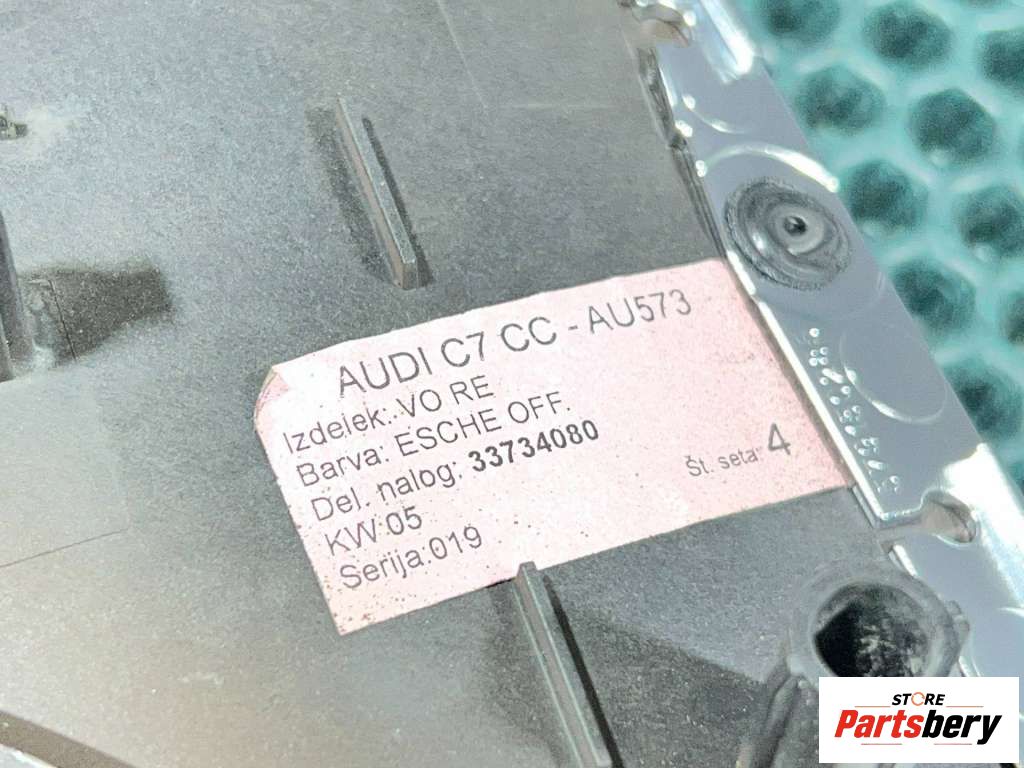 AUDI C7 CC - AU573
Izdelek: VO RE
Barva: ESCHE OFF.
Del. nalog: 33734080
KW:05
Serija:019
Št. seta: 4
STORE
Partsbery